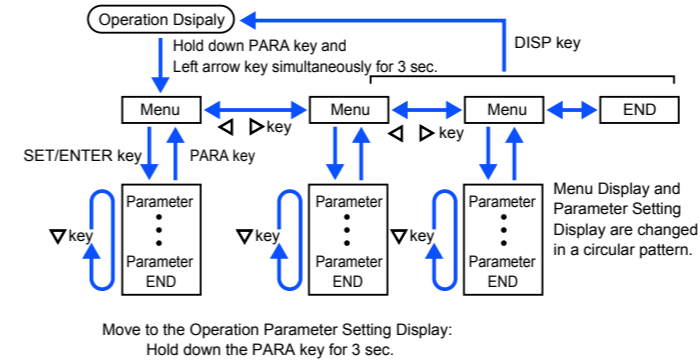 Operation Dsipaly
Hold down PARA key and
Left arrow key simultaneously for 3 sec.
DISP key
Menu
Menu
Menu
END
◁ ▷ key
◁ ▷ key
SET/ENTER key
PARA key
Parameter
Parameter
END
▽ key
Parameter
Parameter
END
▽ key
Parameter
Parameter
END
▽ key
Menu Display and
Parameter Setting
Display are changed
in a circular pattern.
Move to the Operation Parameter Setting Display:
Hold down the PARA key for 3 sec.